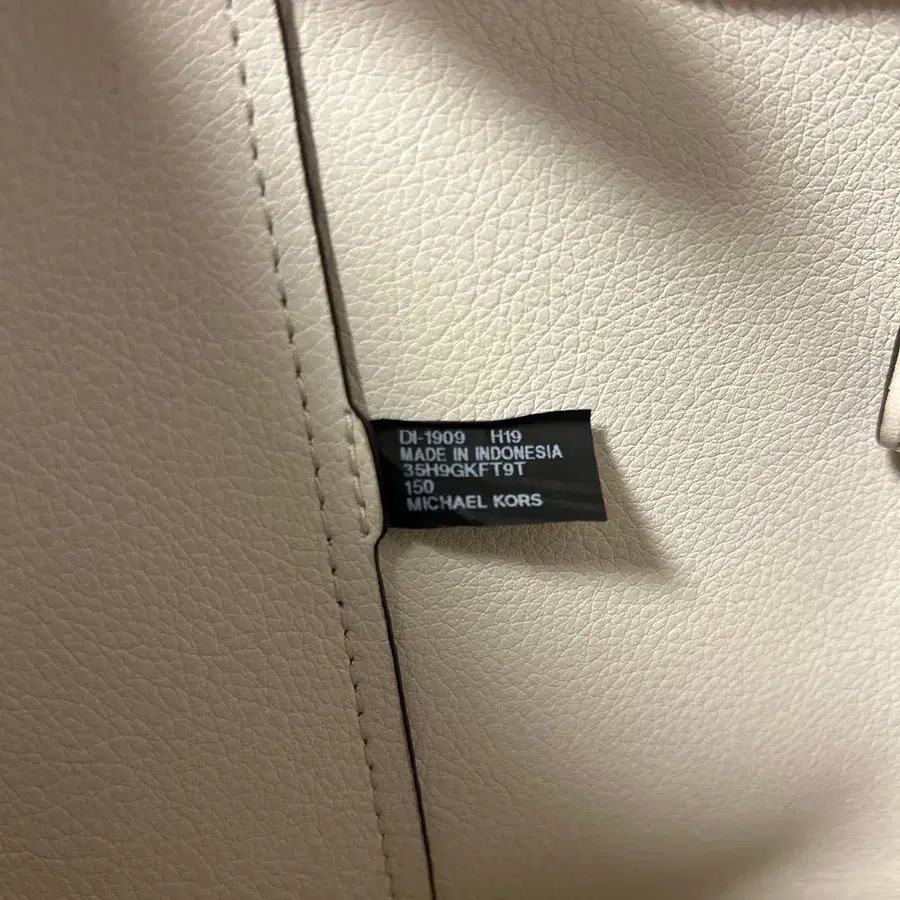 DI-1909 H19
MADE IN INDONESIA
35H9GKFT9T
150
MICHAEL KORS